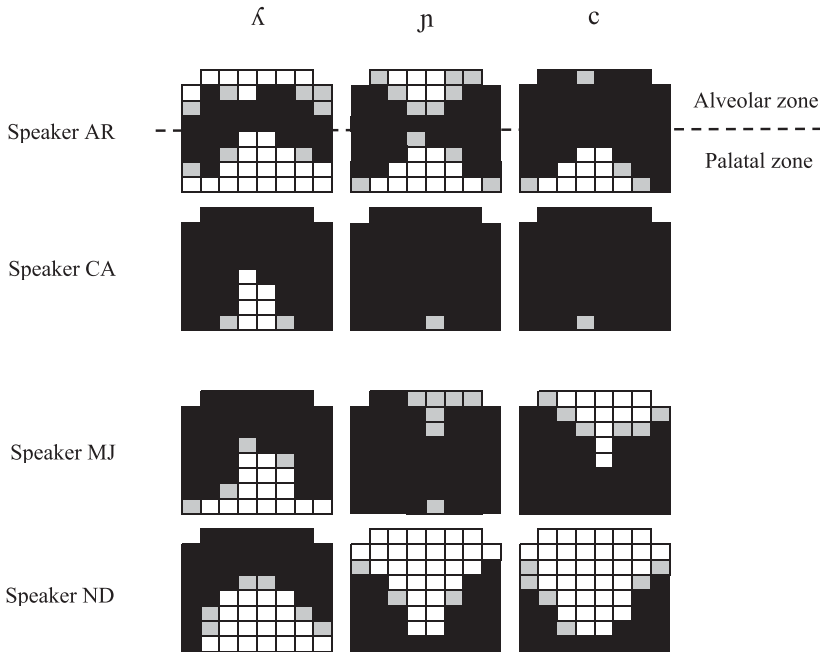 ʎ ɲ c
Alveolar zone
Speaker AR
Palatal zone
Speaker CA
Speaker MJ
Speaker ND